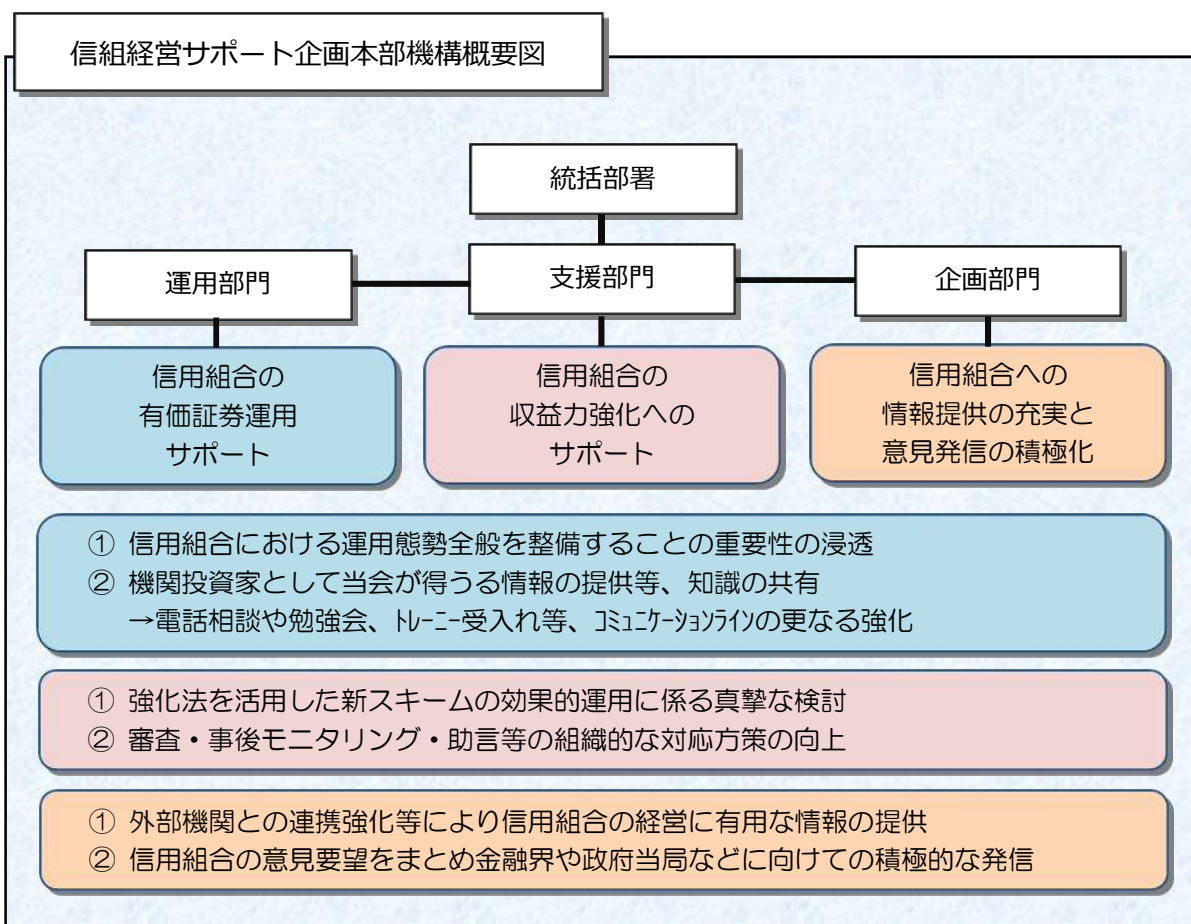 信組経営サポート企画本部機構概要図
統括部署
運用部門
支援部門
企画部門
信用組合の
有価証券運用
サポート
信用組合の
収益力強化への
サポート
信用組合への
情報提供の充実と
意見発信の積極化
① 信用組合における運用態勢全般を整備することの重要性の浸透
② 機関投資家として当会が得うる情報の提供等、知識の共有
→電話相談や勉強会、ﾄﾚｰﾆｰ受入れ等、ｺﾐｭﾆｹｰｼｮﾝﾗｲﾝの更なる強化
① 強化法を活用した新スキームの効果的運用に係る真摯な検討
② 審査・事後モニタリング・助言等の組織的な対応方策の向上
① 外部機関との連携強化等により信用組合の経営に有用な情報の提供
② 信用組合の意見要望をまとめ金融界や政府当局などに向けての積極的な発信